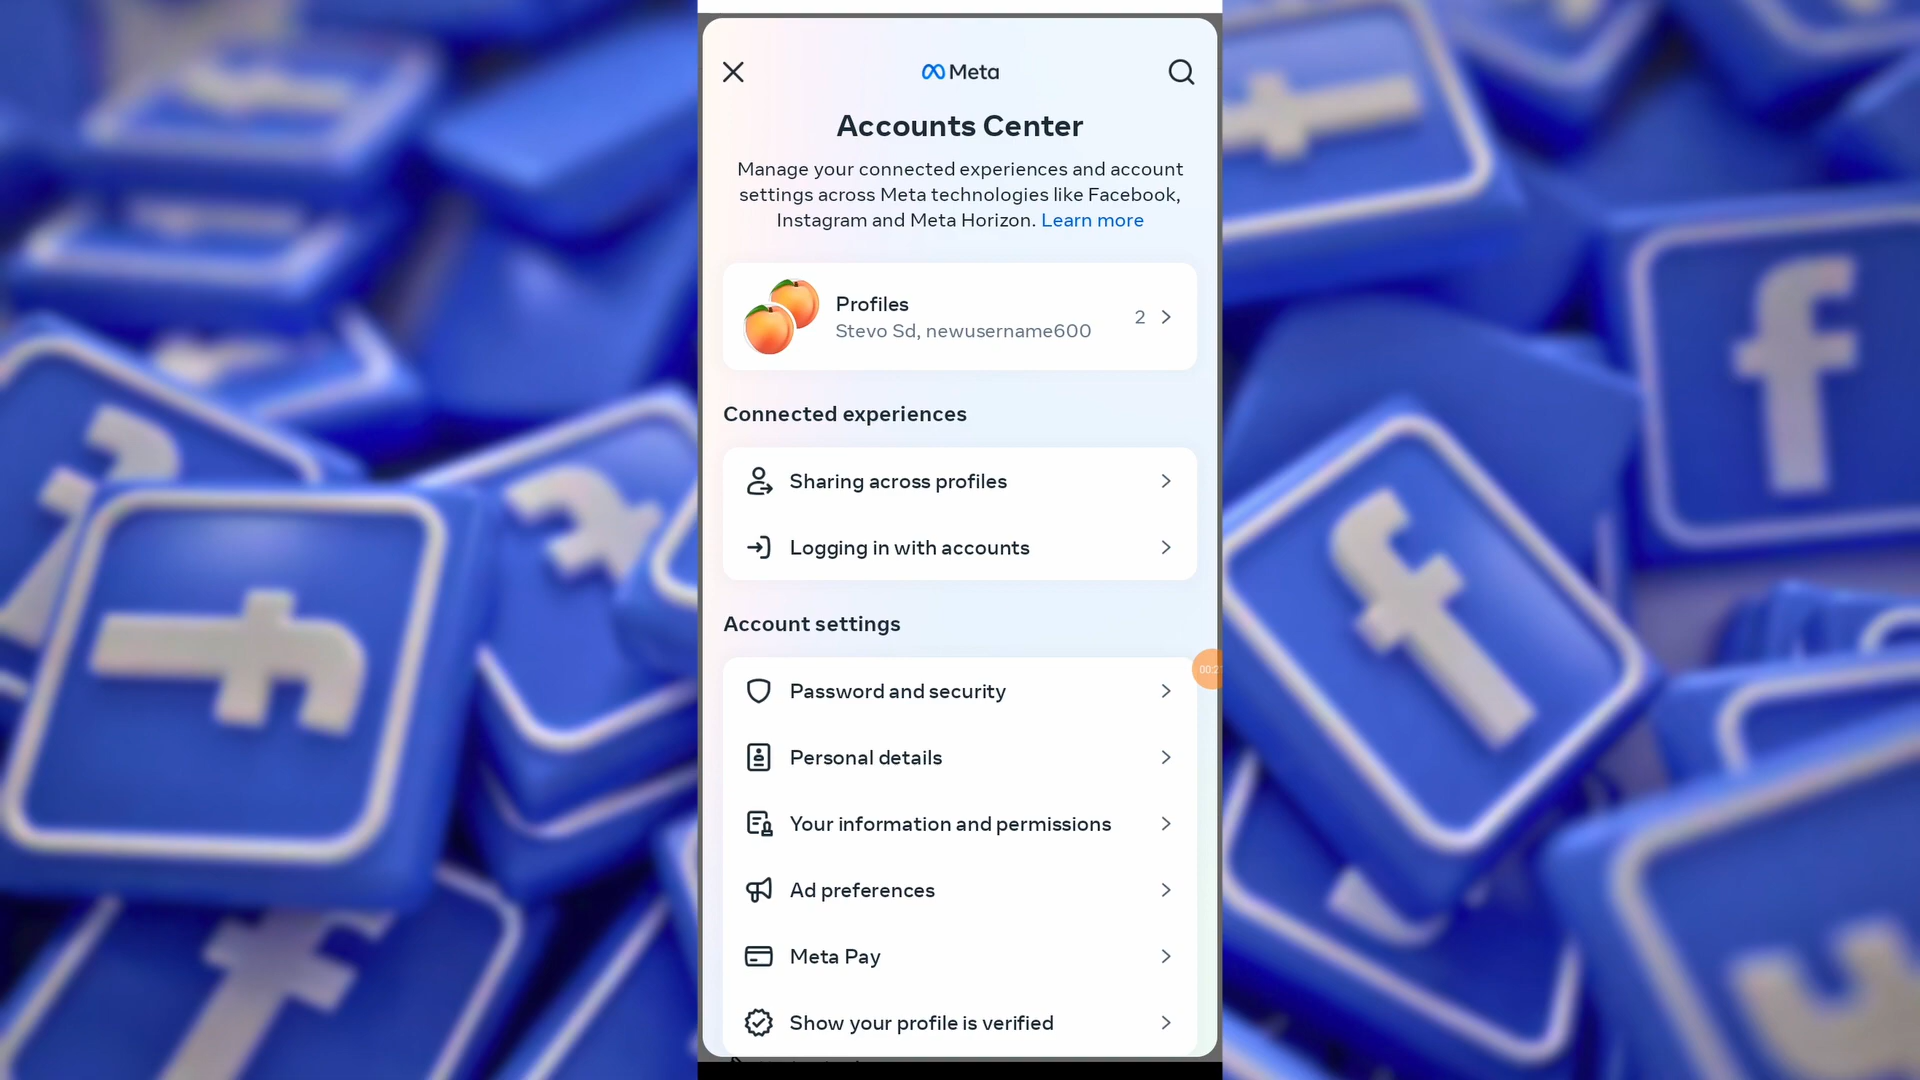 Meta
Accounts Center
Manage your connected experiences and account
settings across Meta technologies like Facebook,
Instagram and Meta Horizon. Learn more
Profiles
Stevo Sd, newusername600
2
Connected experiences
Sharing across profiles
Logging in with accounts
Account settings
Password and security
Personal details
Your information and permissions
Ad preferences
Meta Pay
Show your profile is verified